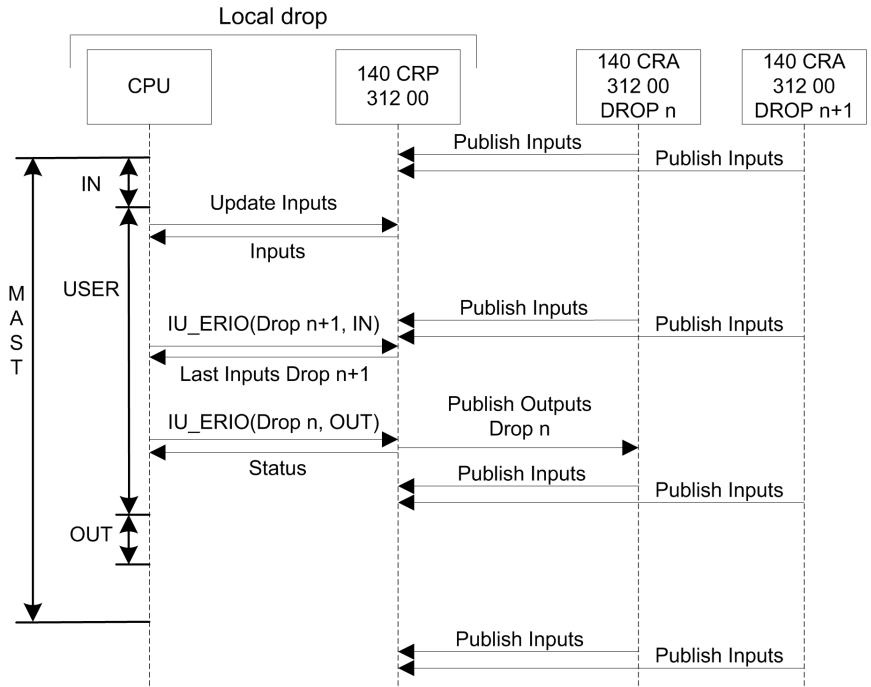 Local drop
CPU
140 CRP
312 00
140 CRA
312 00
DROP n
140 CRA
312 00
DROP n+1
Publish Inputs
Publish Inputs
IN
Update Inputs
Inputs
USER
M
A
S
T
IU_ERIO(Drop n+1, IN)
Publish Inputs
Publish Inputs
Last Inputs Drop n+1
IU_ERIO(Drop n, OUT)
Publish Outputs
Drop n
Status
Publish Inputs
Publish Inputs
OUT
Publish Inputs
Publish Inputs